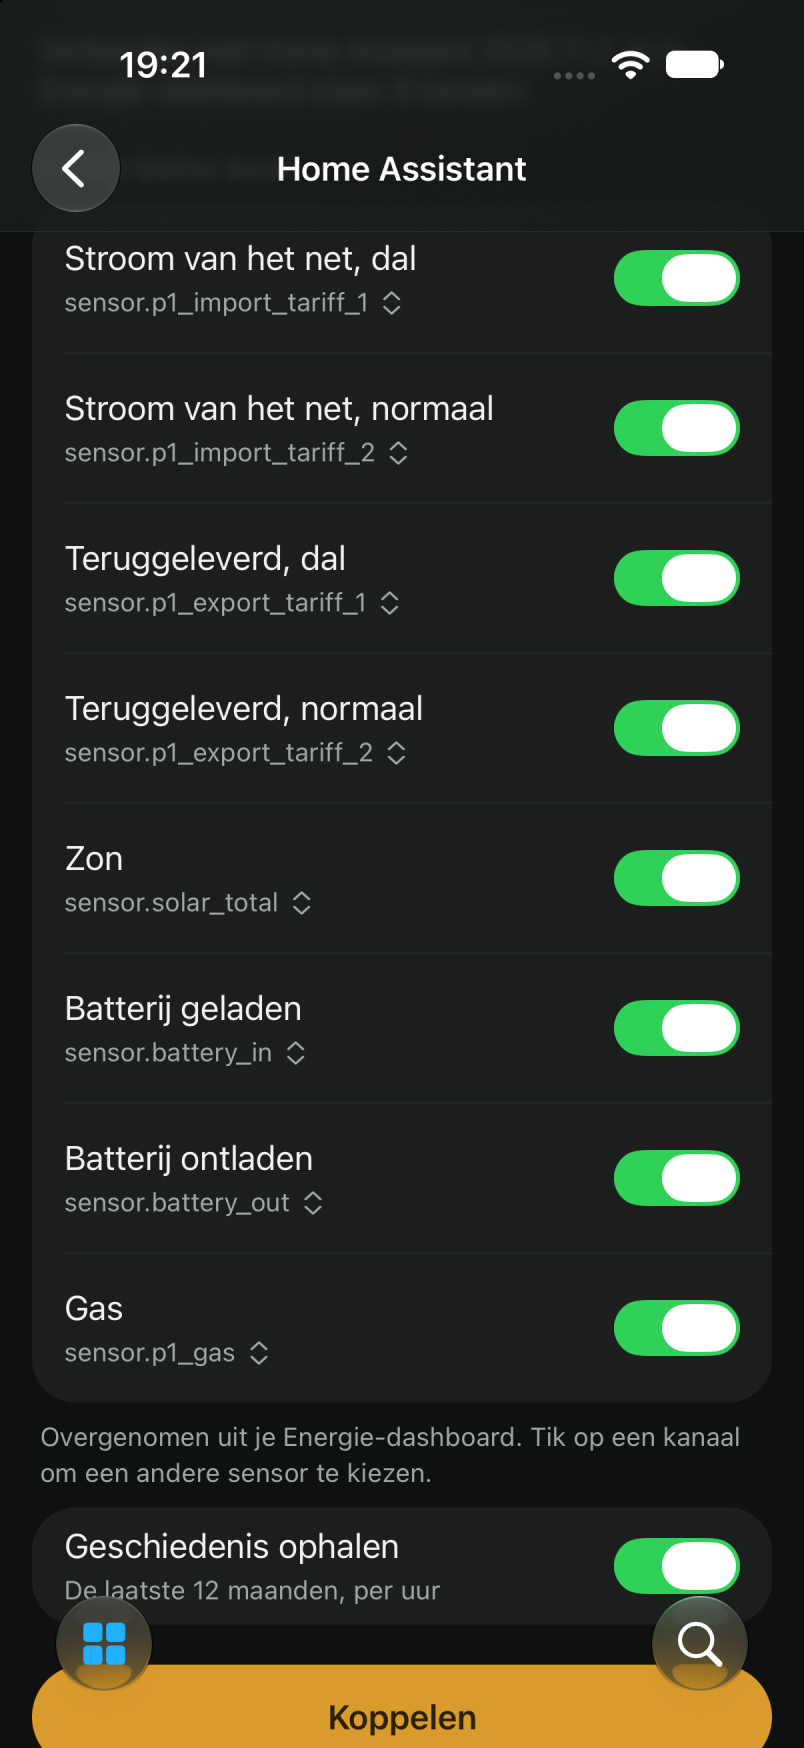 19:21
Home Assistant
Stroom van het net, dal
sensor.p1_import_tariff_1
Stroom van het net, normaal
sensor.p1_import_tariff_2
Teruggeleverd, dal
sensor.p1_export_tariff_1
Teruggeleverd, normaal
sensor.p1_export_tariff_2
Zon
sensor.solar_total
Batterij geladen
sensor.battery_in
Batterij ontladen
sensor.battery_out
Gas
sensor.p1_gas
Overgenomen uit je Energie-dashboard. Tik op een kanaal
om een andere sensor te kiezen.
Geschiedenis ophalen
De laatste 12 maanden, per uur
Koppelen